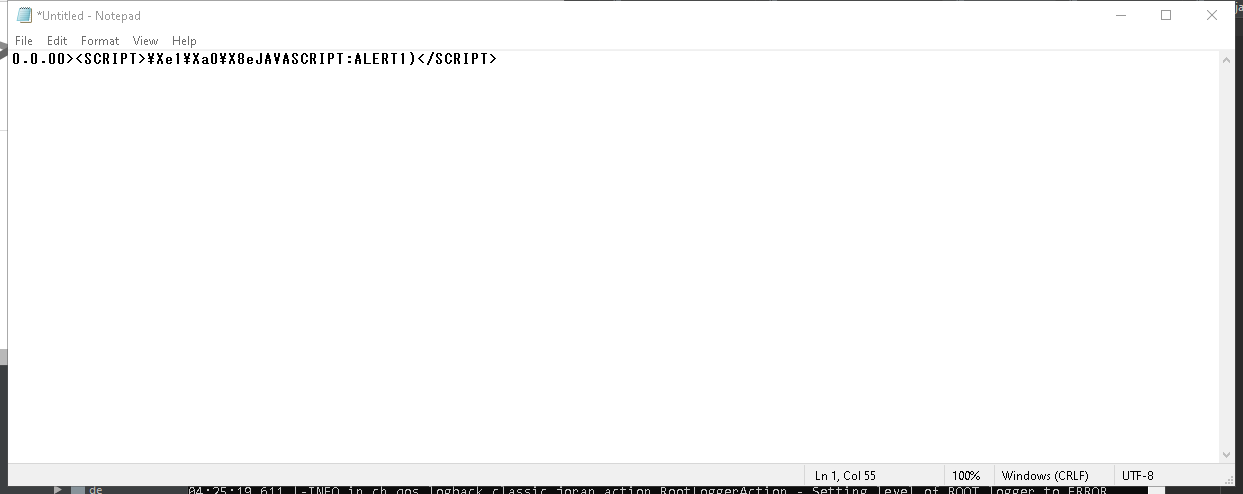 *Untitled - Notepad
File Edit Format View Help
0.0.00><SCRIPT>¥Xe1¥Xa0¥X8eJAVASCRIPT:ALERT1)</SCRIPT>
Ln 1, Col 55 100% Windows (CRLF) UTF-8
de 04:25:19,611 |-INFO in ch.qos.logback.classic.joran.action.RootLoggerAction - Setting level of ROOT logger to ERROR